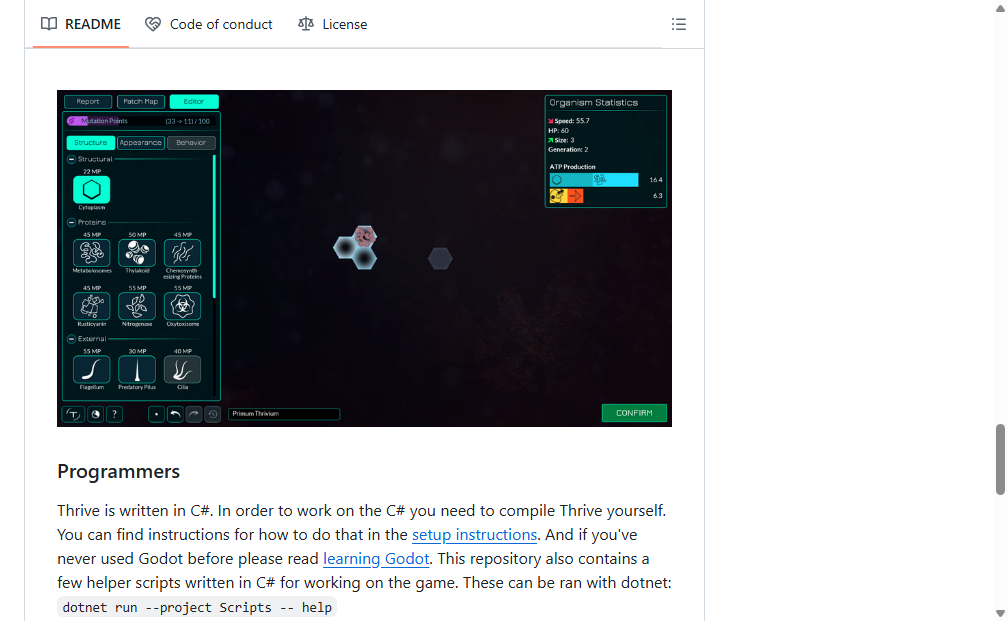 README Code of conduct License
Report Patch Map Editor
Mutation Points (33 -> 11) / 100
Structure Appearance Behavior
Structural
22 MP
Cytoplasm
Proteins
45 MP 50 MP 45 MP
Metabolosomes Thylakoid Chemosynthesizing Proteins
45 MP 55 MP 55 MP
Rusticyanin Nitrogenase Oxytoxisome
External
55 MP 30 MP 40 MP
Flagellum Predatory Pilus Cilia
?
Primum Thrivium
Organism Statistics
Speed: 55.7
HP: 60
Size: 3
Generation: 2
ATP Production
16.4
6.3
CONFIRM
Programmers
Thrive is written in C#. In order to work on the C# you need to compile Thrive yourself.
You can find instructions for how to do that in the setup instructions. And if you've
never used Godot before please read learning Godot. This repository also contains a
few helper scripts written in C# for working on the game. These can be ran with dotnet:
dotnet run --project Scripts -- help